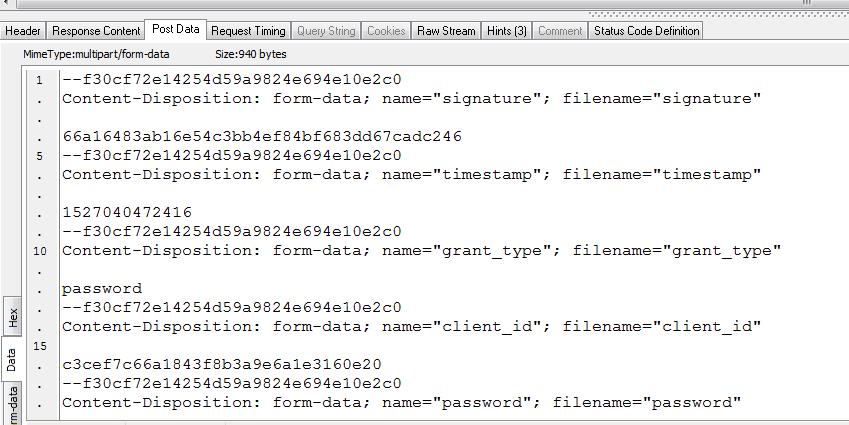 Header Response Content Post Data Request Timing Query String Cookies Raw Stream Hints (3) Comment Status Code Definition
MimeType:multipart/form-data Size:940 bytes
1 --f30cf72e14254d59a9824e694e10e2c0
. Content-Disposition: form-data; name="signature"; filename="signature"
.
. 66a16483ab16e54c3bb4ef84bf683dd67cadc246
5 --f30cf72e14254d59a9824e694e10e2c0
. Content-Disposition: form-data; name="timestamp"; filename="timestamp"
.
. 1527040472416
. --f30cf72e14254d59a9824e694e10e2c0
10 Content-Disposition: form-data; name="grant_type"; filename="grant_type"
.
. password
. --f30cf72e14254d59a9824e694e10e2c0
. Content-Disposition: form-data; name="client_id"; filename="client_id"
15
. c3cef7c66a1843f8b3a9e6a1e3160e20
. --f30cf72e14254d59a9824e694e10e2c0
. Content-Disposition: form-data; name="password"; filename="password"
Hex
Data
rm-data